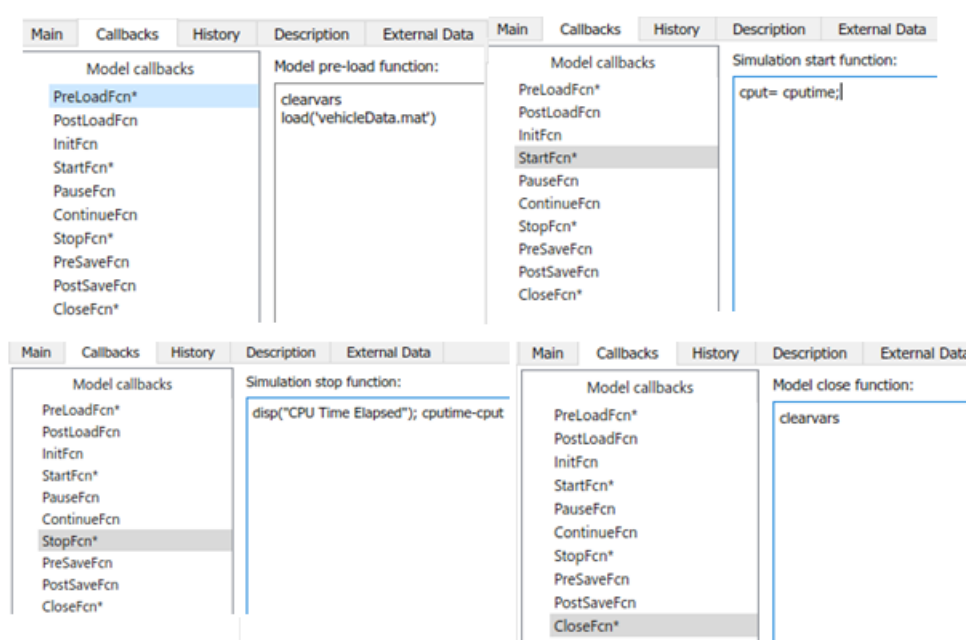 Main Callbacks History Description External Data
Model callbacks
PreLoadFcn*
PostLoadFcn
InitFcn
StartFcn*
PauseFcn
ContinueFcn
StopFcn*
PreSaveFcn
PostSaveFcn
CloseFcn*
Model pre-load function:
clearvars
load('vehicleData.mat')
Main Callbacks History Description External Data
Model callbacks
PreLoadFcn*
PostLoadFcn
InitFcn
StartFcn*
PauseFcn
ContinueFcn
StopFcn*
PreSaveFcn
PostSaveFcn
CloseFcn*
Simulation start function:
cput= cputime;
Main Callbacks History Description External Data
Model callbacks
PreLoadFcn*
PostLoadFcn
InitFcn
StartFcn*
PauseFcn
ContinueFcn
StopFcn*
PreSaveFcn
PostSaveFcn
CloseFcn*
Simulation stop function:
disp("CPU Time Elapsed"); cputime-cput
Main Callbacks History Description External Data
Model callbacks
PreLoadFcn*
PostLoadFcn
InitFcn
StartFcn*
PauseFcn
ContinueFcn
StopFcn*
PreSaveFcn
PostSaveFcn
CloseFcn*
Model close function:
clearvars